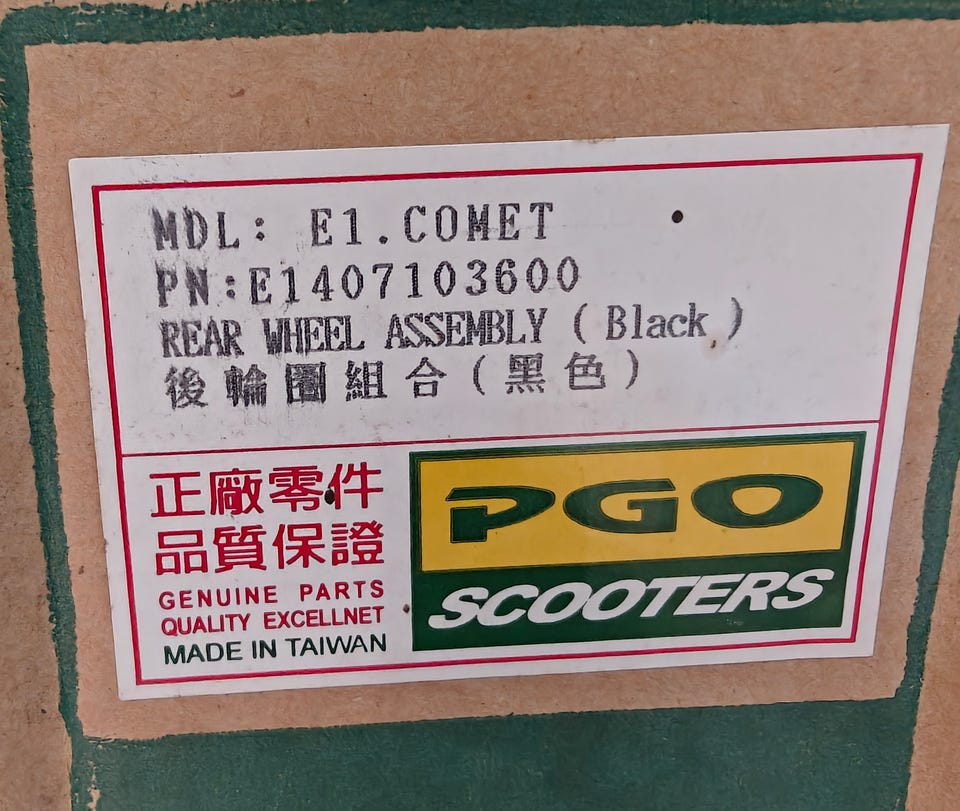 MDL: E1.COMET
PN:E1407103600
REAR WHEEL ASSEMBLY ( Black )
後輪圈組合(黑色)
正廠零件
品質保證
GENUINE PARTS
QUALITY EXCELLNET
MADE IN TAIWAN
PGO
SCOOTERS